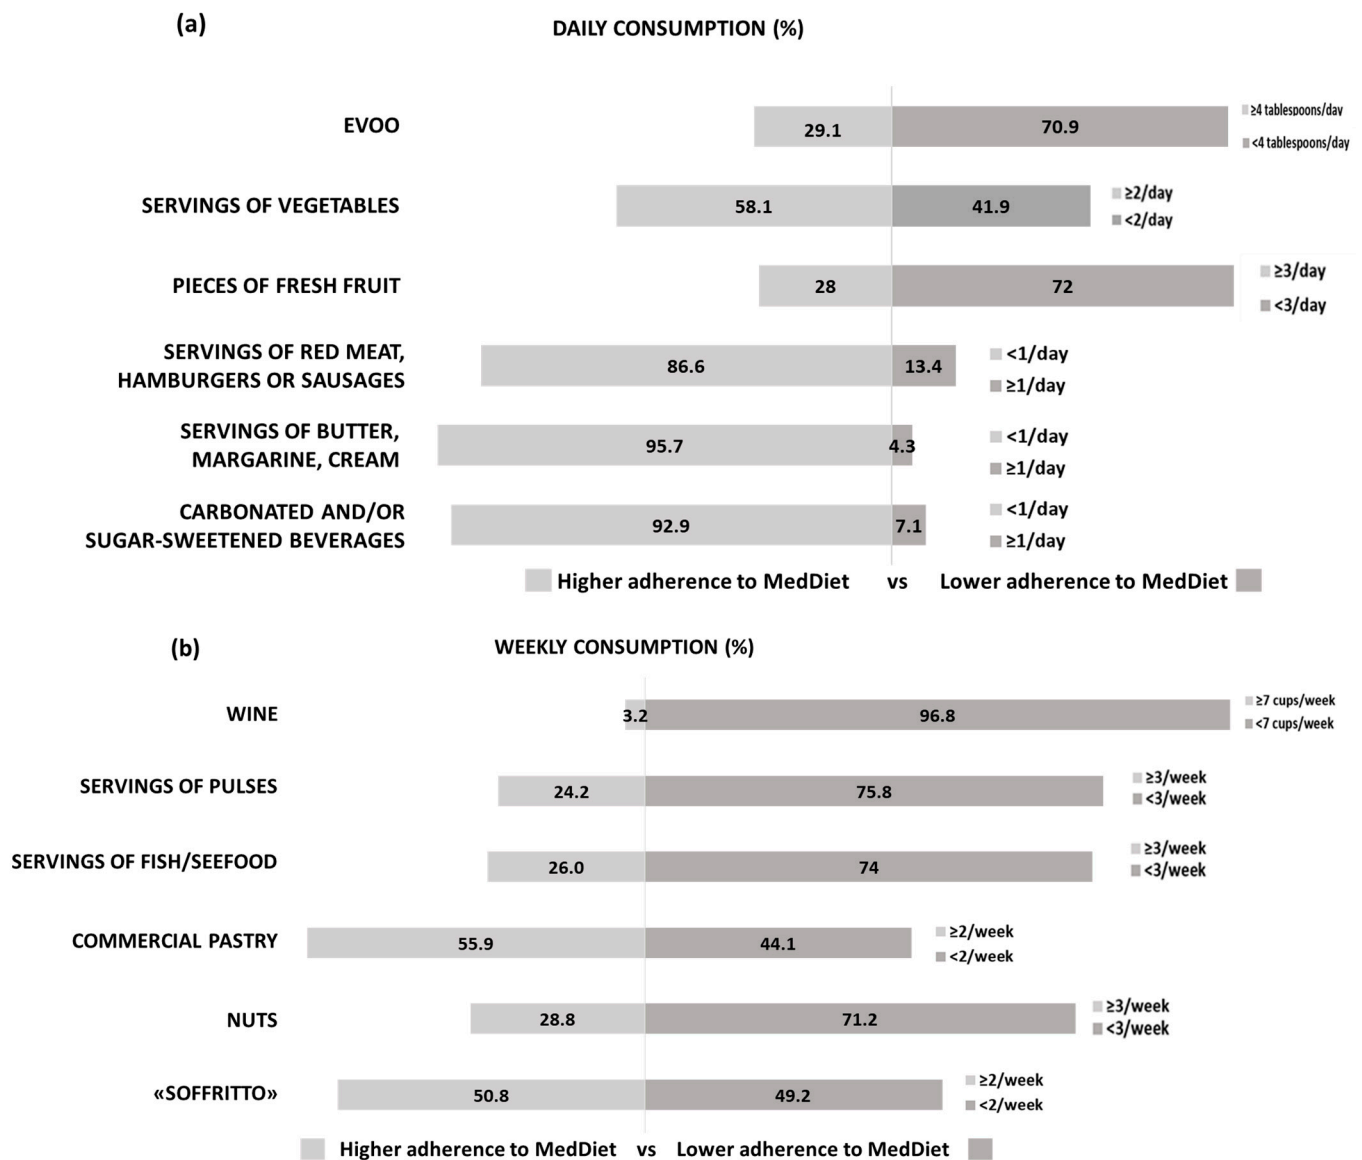 (a)
DAILY CONSUMPTION (%)
EVOO
29.1
70.9
≥4 tablespoons/day
<4 tablespoons/day
SERVINGS OF VEGETABLES
58.1
41.9
≥2/day
<2/day
PIECES OF FRESH FRUIT
28
72
≥3/day
<3/day
SERVINGS OF RED MEAT,
HAMBURGERS OR SAUSAGES
86.6
13.4
<1/day
≥1/day
SERVINGS OF BUTTER,
MARGARINE, CREAM
95.7
4.3
<1/day
≥1/day
CARBONATED AND/OR
SUGAR-SWEETENED BEVERAGES
92.9
7.1
<1/day
≥1/day
Higher adherence to MedDiet vs Lower adherence to MedDiet
(b)
WEEKLY CONSUMPTION (%)
WINE
3.2
96.8
≥7 cups/week
<7 cups/week
SERVINGS OF PULSES
24.2
75.8
≥3/week
<3/week
SERVINGS OF FISH/SEEFOOD
26.0
74
≥3/week
<3/week
COMMERCIAL PASTRY
55.9
44.1
≥2/week
<2/week
NUTS
28.8
71.2
≥3/week
<3/week
«SOFFRITTO»
50.8
49.2
≥2/week
<2/week
Higher adherence to MedDiet vs Lower adherence to MedDiet